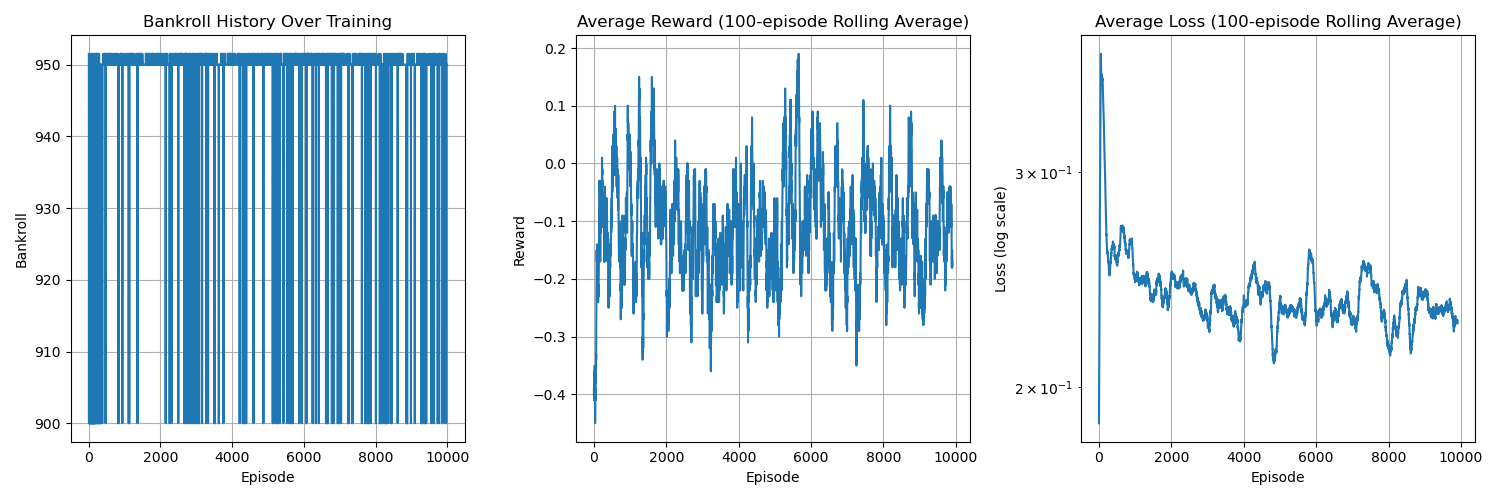 Bankroll History Over Training
950
940
930
920
910
900
Bankroll
0
2000
4000
6000
8000
10000
Episode
Average Reward (100-episode Rolling Average)
0.2
0.1
0.0
−0.1
−0.2
−0.3
−0.4
Reward
0
2000
4000
6000
8000
10000
Episode
Average Loss (100-episode Rolling Average)
3 × 10⁻¹
2 × 10⁻¹
Loss (log scale)
0
2000
4000
6000
8000
10000
Episode